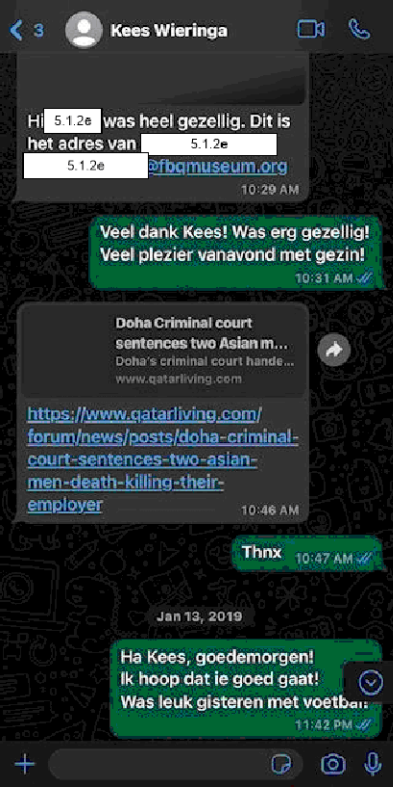 3 Kees Wieringa
Hi 5.1.2e was heel gezellig. Dit is
het adres van 5.1.2e
5.1.2e @fbqmuseum.org
10:29 AM
Veel dank Kees! Was erg gezellig!
Veel plezier vanavond met gezin!
10:31 AM
Doha Criminal court
sentences two Asian m...
Doha's criminal court hande...
www.qatarliving.com
https://www.qatarliving.com/
forum/news/posts/doha-criminal-
court-sentences-two-asian-
men-death-killing-their-
employer
10:46 AM
Thnx 10:47 AM
Jan 13, 2019
Ha Kees, goedemorgen!
Ik hoop dat je goed gaat!
Was leuk gisteren met voetbal!
11:42 PM